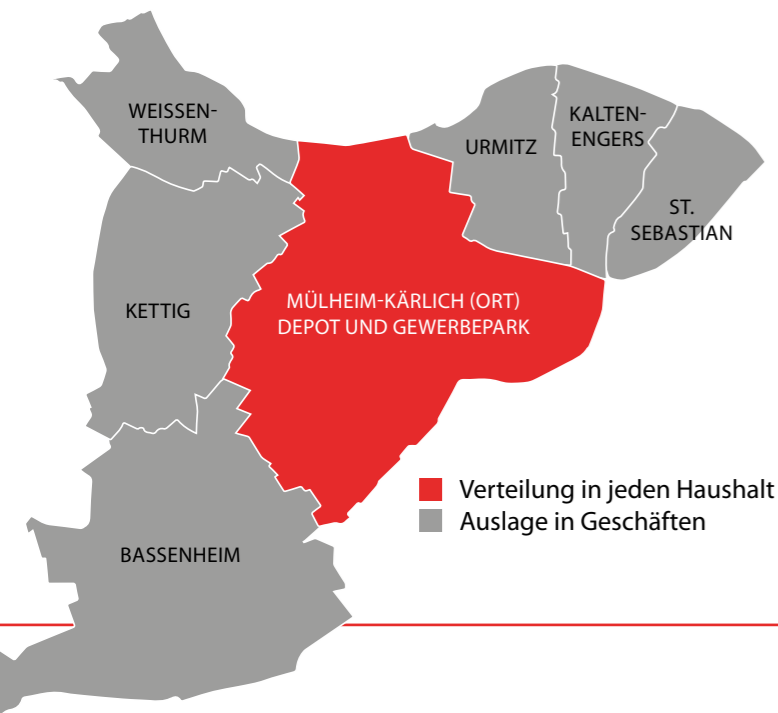 WEISSEN-
THURM
URMITZ
KALTEN-
ENGERS
ST.
SEBASTIAN
KETTIG
MÜLHEIM-KÄRLICH (ORT)
DEPOT UND GEWERBEPARK
Verteilung in jeden Haushalt
Auslage in Geschäften
BASSENHEIM